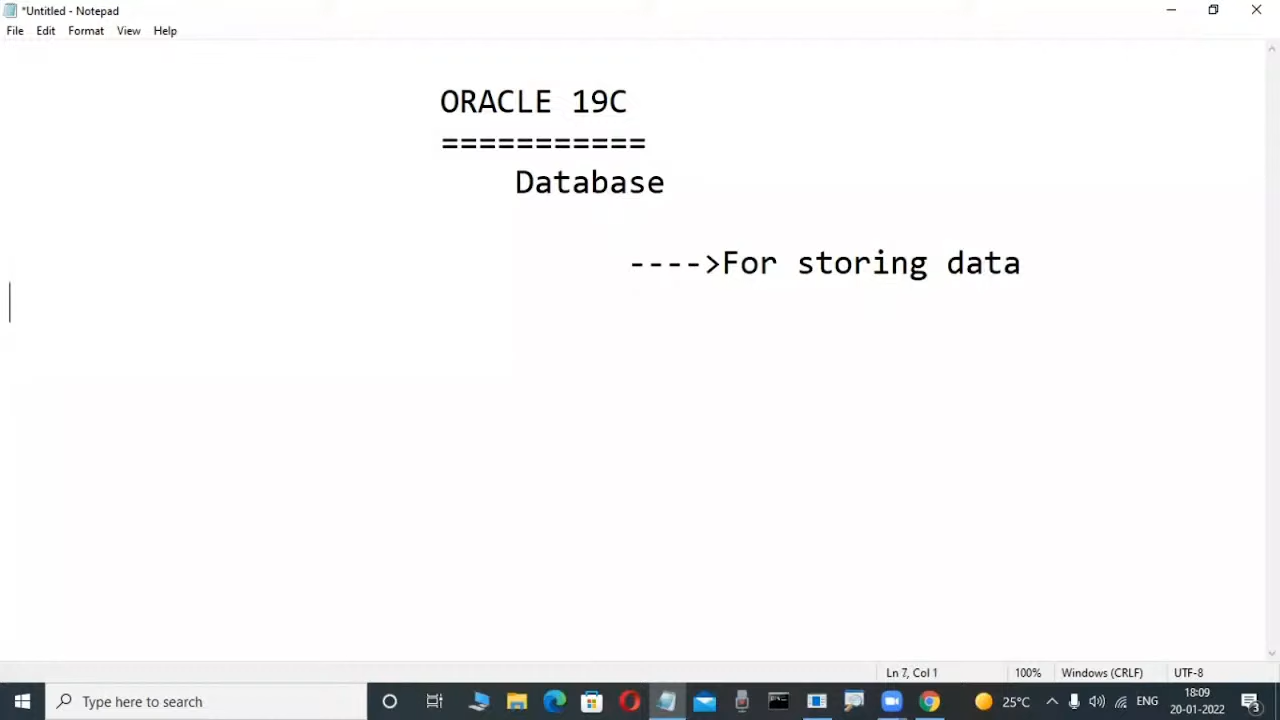 *Untitled - Notepad
File Edit Format View Help
ORACLE 19C
===========
Database
---->For storing data
Ln 7, Col 1 100% Windows (CRLF) UTF-8
Type here to search
25°C ENG 18:09
20-01-2022 3